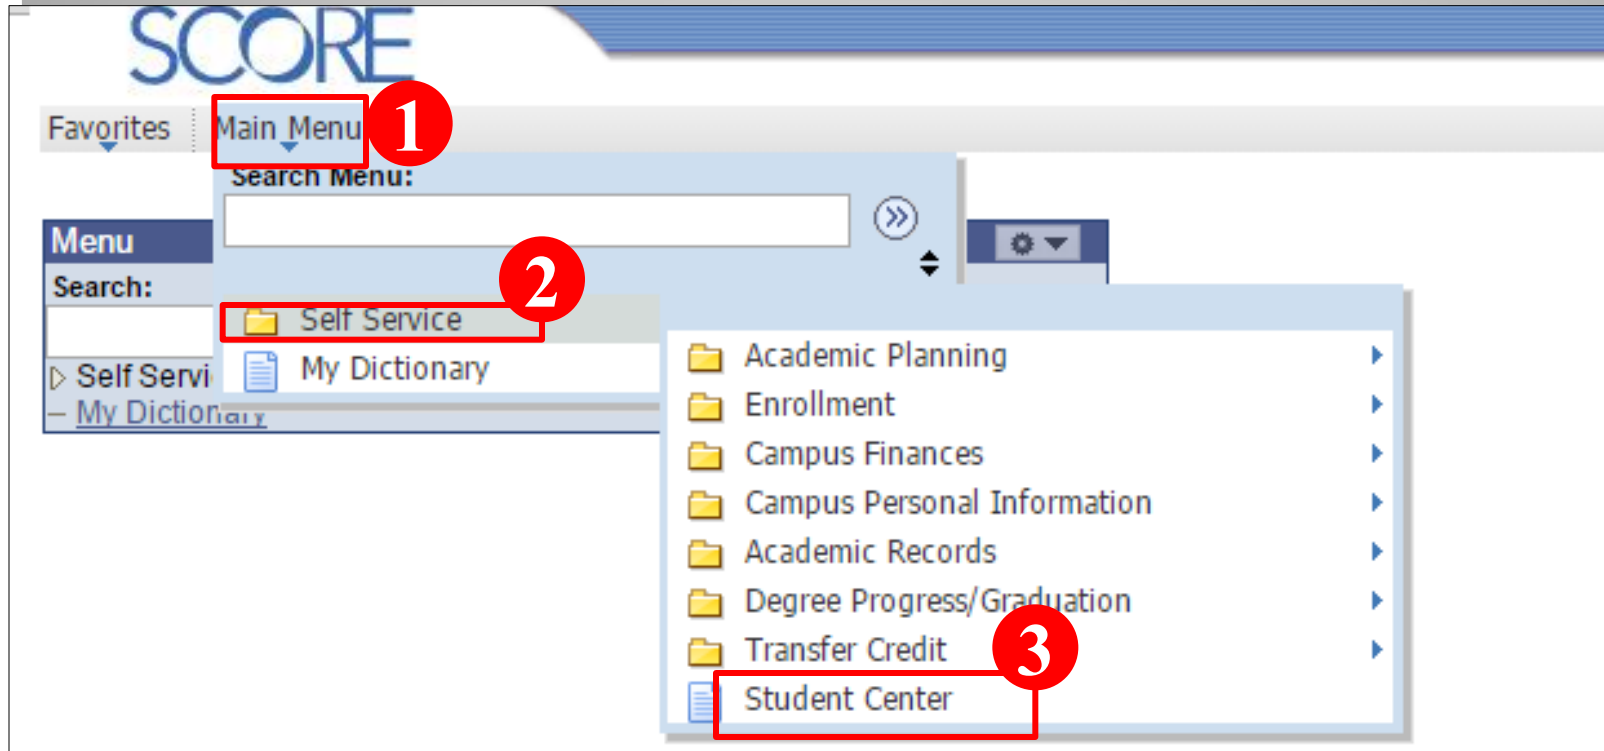 SCORE
Favorites
Main Menu
1
Search Menu:
Menu
Search:
2
Self Service
My Dictionary
Self Servi
My Dictionary
Academic Planning
Enrollment
Campus Finances
Campus Personal Information
Academic Records
Degree Progress/Graduation
Transfer Credit
3
Student Center